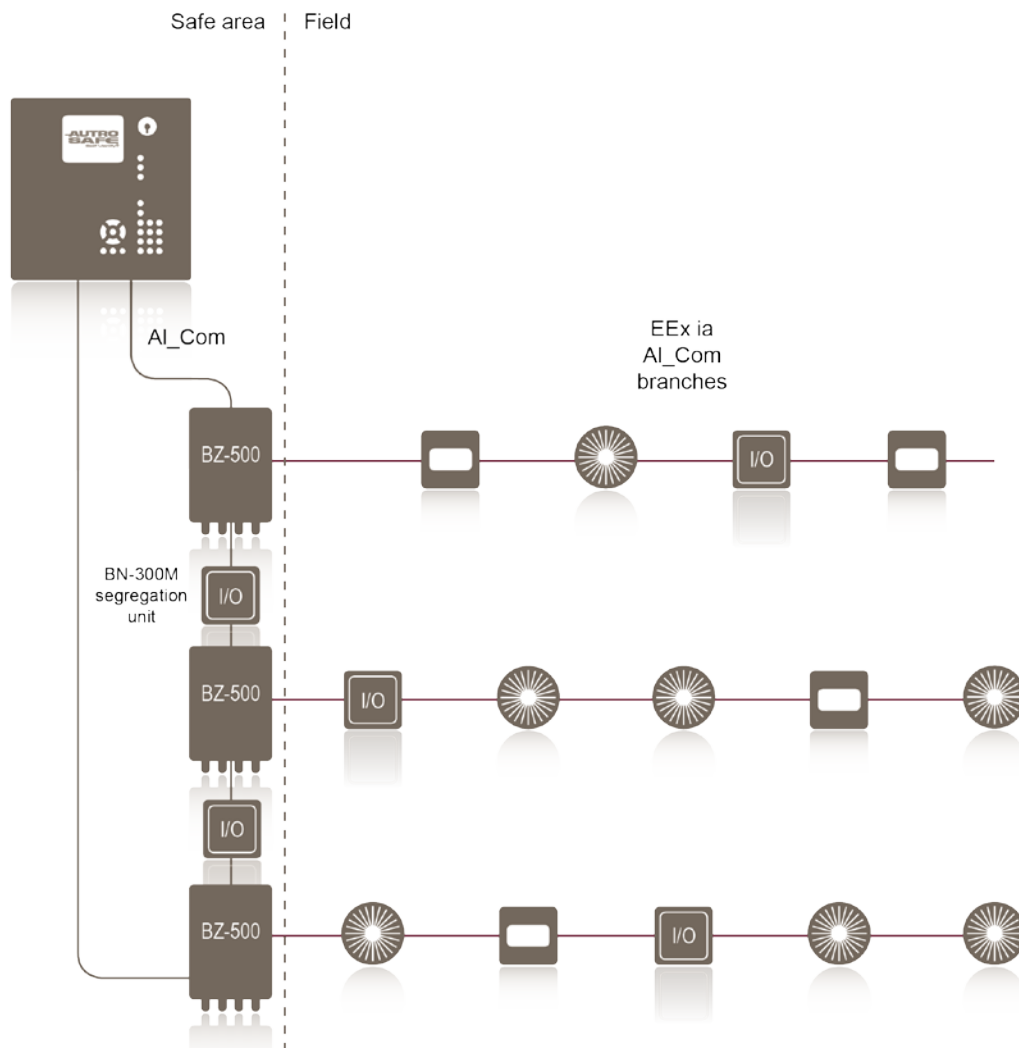 Safe area
Field
AUTRO
SAFE
AI_Com
EEx ia
AI_Com
branches
BZ-500
I/O
BN-300M
segregation
unit
I/O
BZ-500
I/O
I/O
BZ-500
I/O